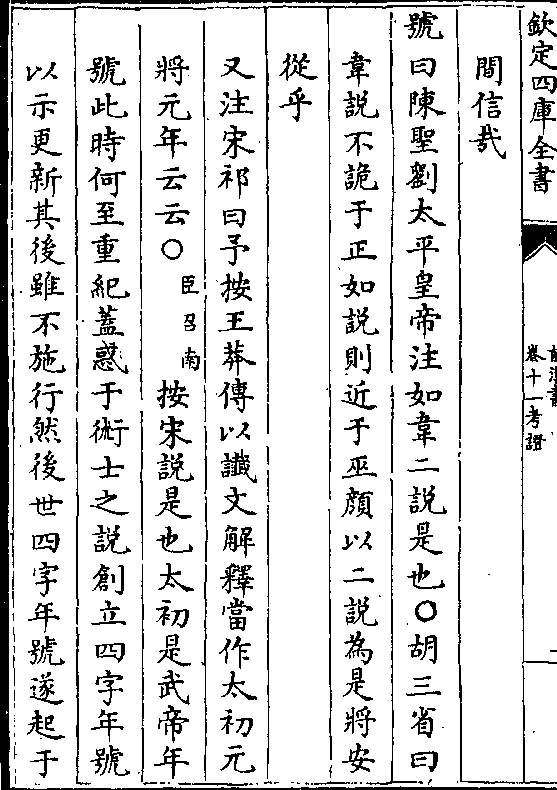 欽定四庫全書
前漢書
卷十一考證
間信哉
號曰陳聖劉太平皇帝注如韋二說是也○胡三省曰
韋說不詭于正如說則近于巫顔以二說為是將安
從乎
又注宋祁曰予按王莽傳以讖文解釋當作太初元
將元年云云○臣召南按宋說是也太初是武帝年
號此時何至重紀蓋惑于術士之說創立四字年號
以示更新其後雖不施行然後世四字年號遂起于